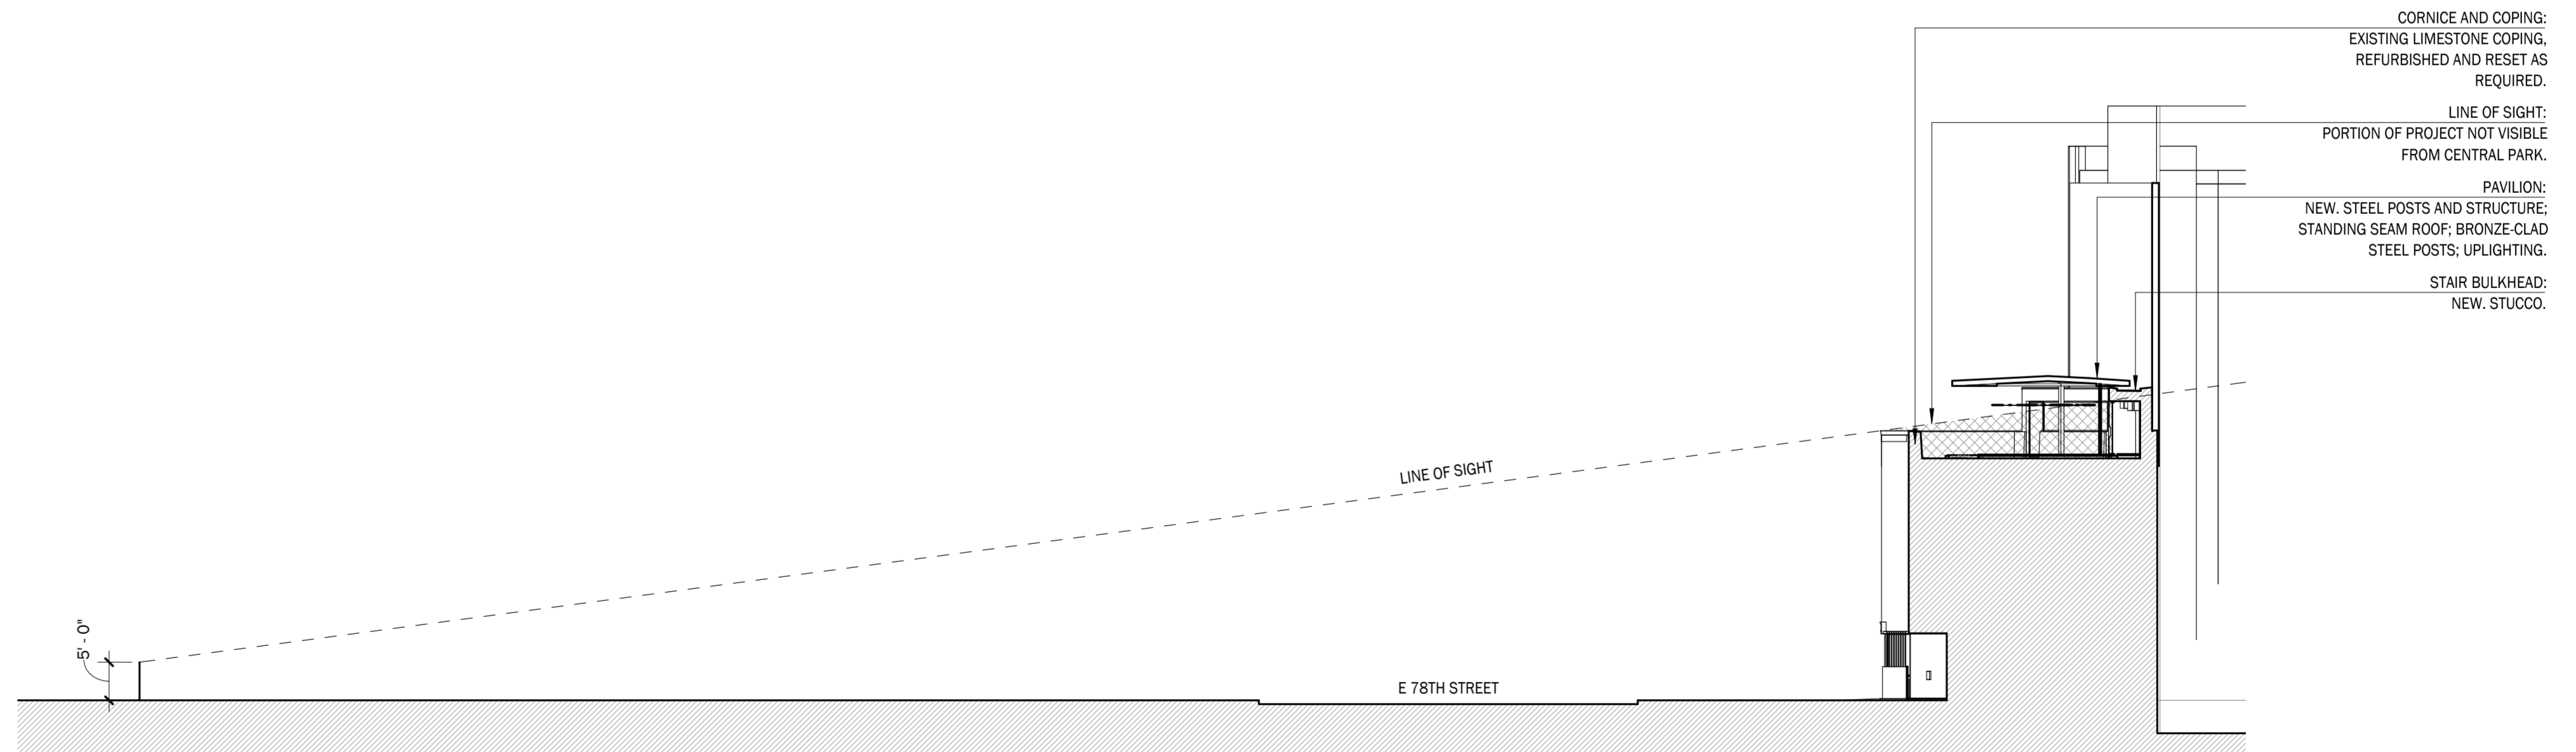 CORNICE AND COPING:
EXISTING LIMESTONE COPING,
REFURBISHED AND RESET AS
REQUIRED.
LINE OF SIGHT:
PORTION OF PROJECT NOT VISIBLE
FROM CENTRAL PARK.
PAVILION:
NEW. STEEL POSTS AND STRUCTURE;
STANDING SEAM ROOF; BRONZE-CLAD
STEEL POSTS; UPLIGHTING.
STAIR BULKHEAD:
NEW. STUCCO.
LINE OF SIGHT
5' - 0"
E 78TH STREET